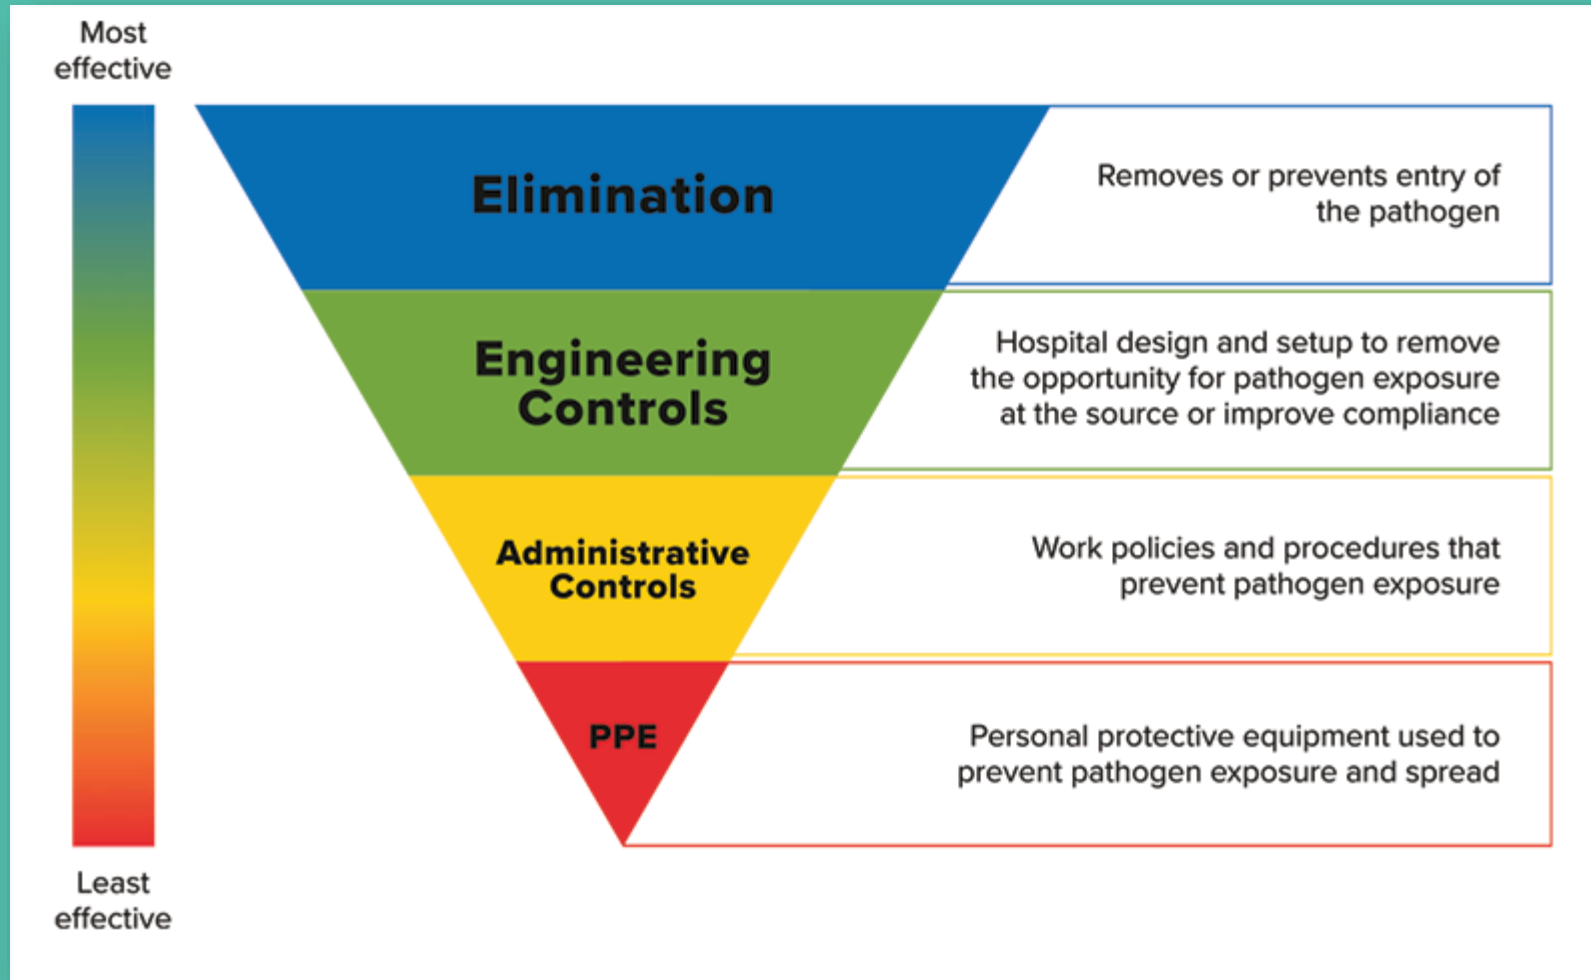 Most
effective
Elimination
Removes or prevents entry of
the pathogen
Engineering
Controls
Hospital design and setup to remove
the opportunity for pathogen exposure
at the source or improve compliance
Administrative
Controls
Work policies and procedures that
prevent pathogen exposure
PPE
Personal protective equipment used to
prevent pathogen exposure and spread
Least
effective